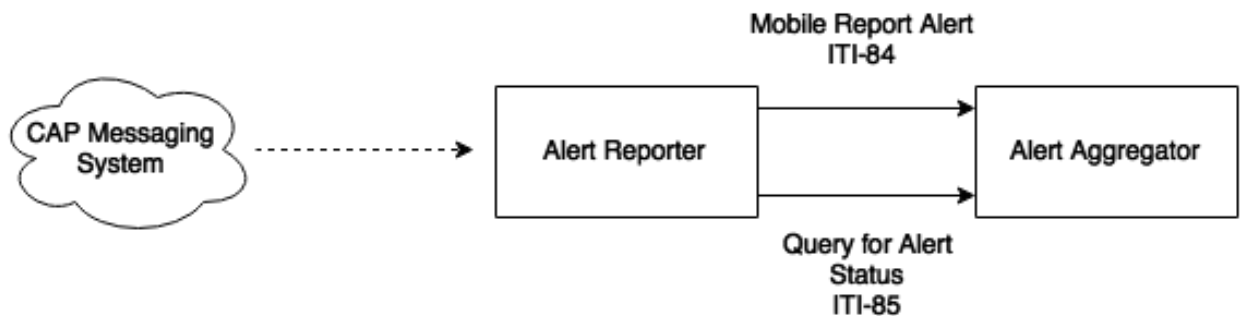 Mobile Report Alert
ITI-84
CAP Messaging
System
Alert Reporter
Alert Aggregator
Query for Alert
Status
ITI-85